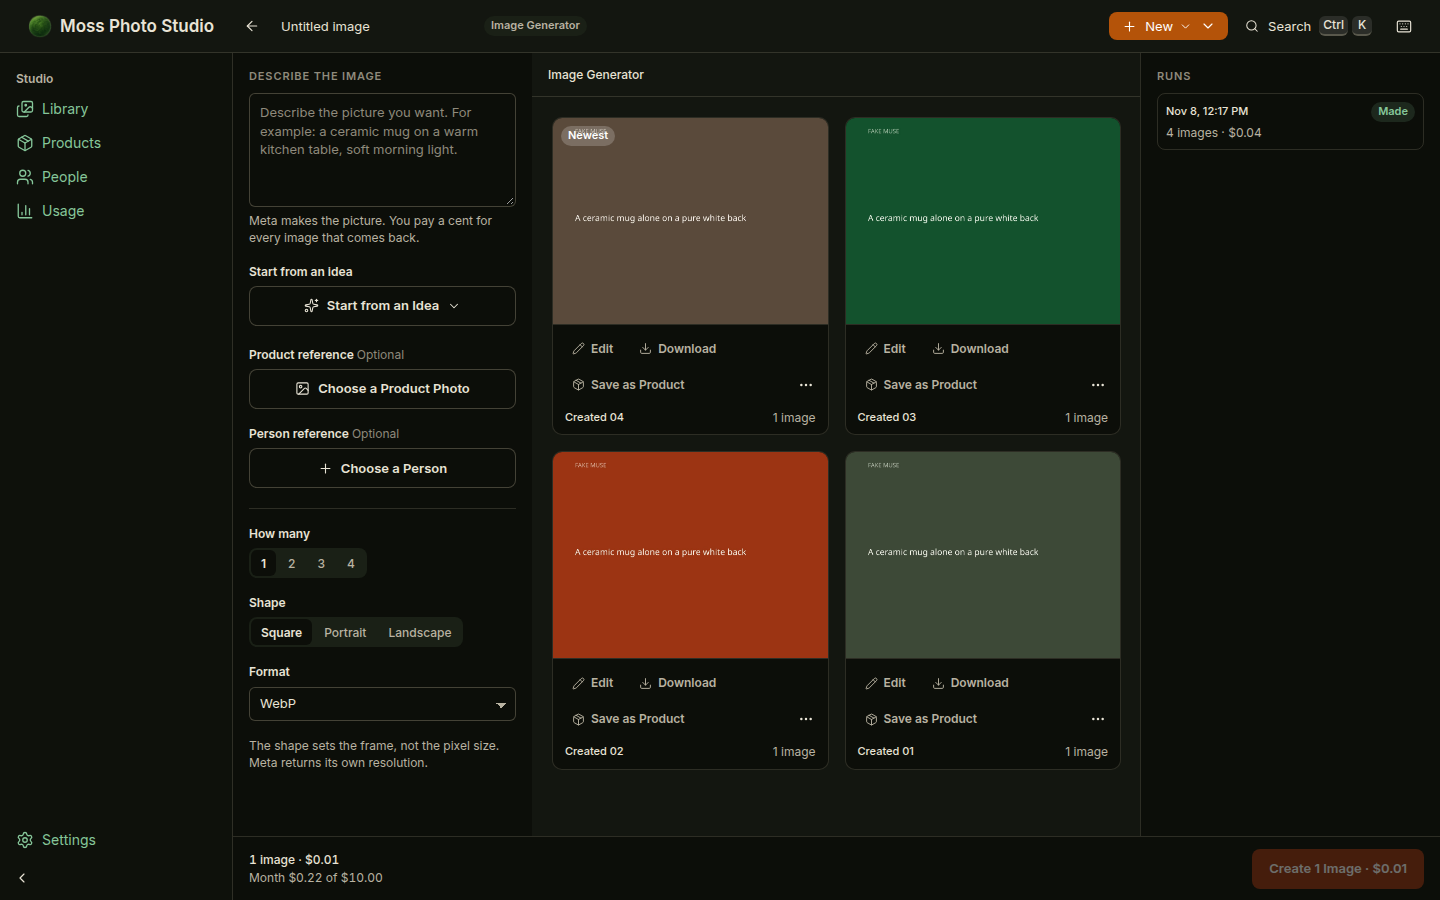 Moss Photo Studio
Untitled image
Image Generator
New
Search Ctrl K
Studio
Library
Products
People
Usage
Settings
DESCRIBE THE IMAGE
Describe the picture you want. For
example: a ceramic mug on a warm
kitchen table, soft morning light.
Meta makes the picture. You pay a cent for
every image that comes back.
Start from an idea
Start from an Idea
Product reference Optional
Choose a Product Photo
Person reference Optional
Choose a Person
How many
1 2 3 4
Shape
Square Portrait Landscape
Format
WebP
The shape sets the frame, not the pixel size.
Meta returns its own resolution.
Image Generator
Newest
A ceramic mug alone on a pure white back
Edit Download
Save as Product
Created 04 1 image
FAKE MUSE
A ceramic mug alone on a pure white back
Edit Download
Save as Product
Created 03 1 image
FAKE MUSE
A ceramic mug alone on a pure white back
Edit Download
Save as Product
Created 02 1 image
FAKE MUSE
A ceramic mug alone on a pure white back
Edit Download
Save as Product
Created 01 1 image
RUNS
Nov 8, 12:17 PM Made
4 images · $0.04
1 image · $0.01
Month $0.22 of $10.00
Create 1 Image · $0.01